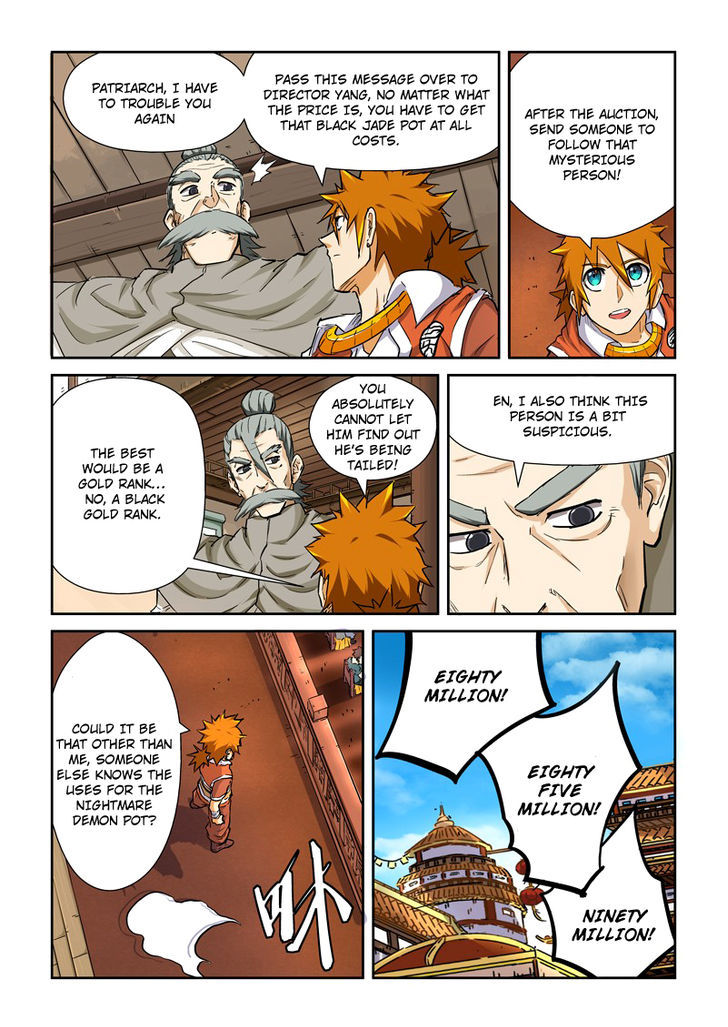 PATRIARCH, I HAVE
TO TROUBLE YOU
AGAIN
PASS THIS MESSAGE OVER TO
DIRECTOR YANG, NO MATTER WHAT
THE PRICE IS, YOU HAVE TO GET
THAT BLACK JADE POT AT ALL
COSTS.
AFTER THE AUCTION,
SEND SOMEONE TO
FOLLOW THAT
MYSTERIOUS
PERSON!
THE BEST
WOULD BE A
GOLD RANK...
NO, A BLACK
GOLD RANK.
YOU
ABSOLUTELY
CANNOT LET
HIM FIND OUT
HE'S BEING
TAILED!
EN, I ALSO THINK THIS
PERSON IS A BIT
SUSPICIOUS.
COULD IT BE
THAT OTHER THAN
ME, SOMEONE
ELSE KNOWS THE
USES FOR THE
NIGHTMARE
DEMON POT?
EIGHTY
MILLION!
EIGHTY
FIVE
MILLION!
NINETY
MILLION!